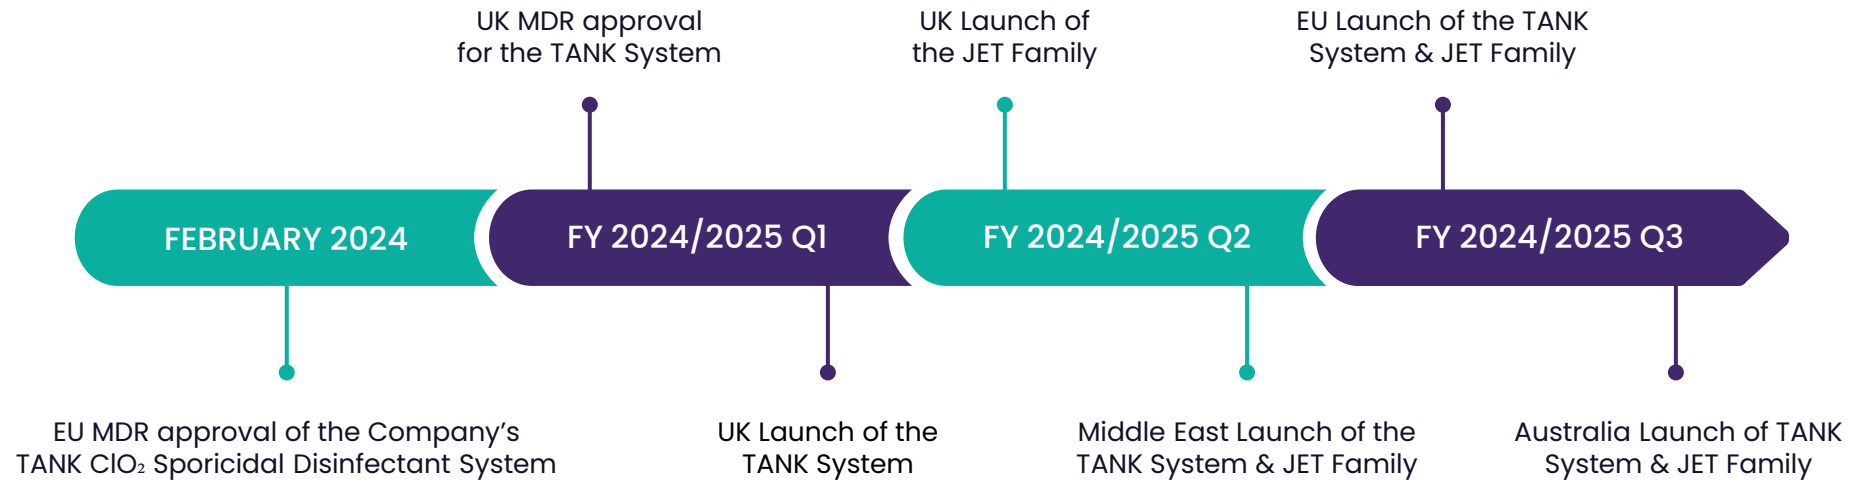 UK MDR approval
for the TANK System
UK Launch of
the JET Family
EU Launch of the TANK
System & JET Family
FEBRUARY 2024
FY 2024/2025 Q1
FY 2024/2025 Q2
FY 2024/2025 Q3
EU MDR approval of the Company’s
TANK ClO₂ Sporicidal Disinfectant System
UK Launch of the
TANK System
Middle East Launch of the
TANK System & JET Family
Australia Launch of TANK
System & JET Family